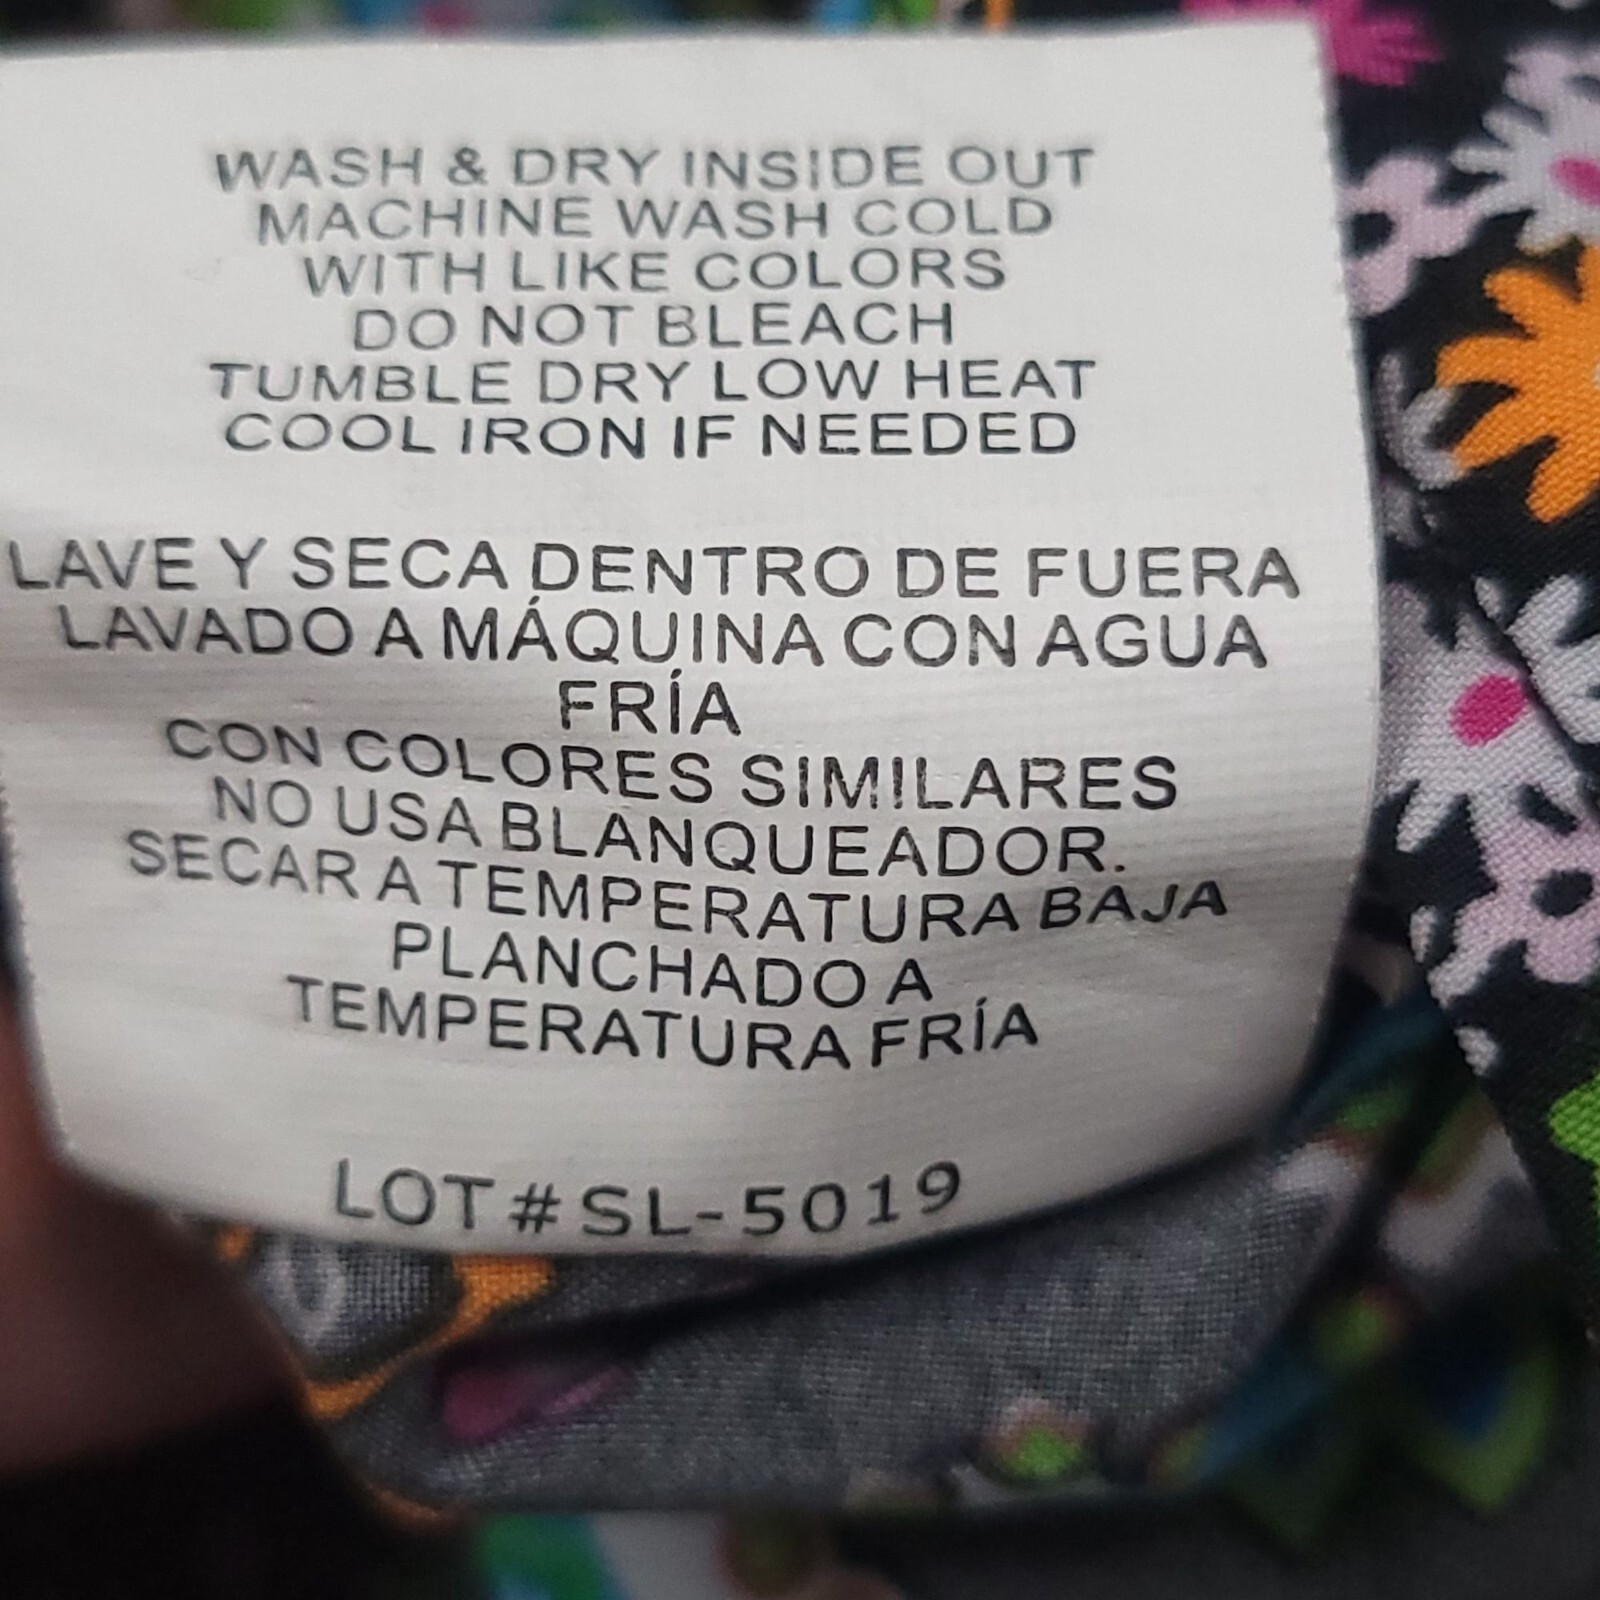 WASH & DRY INSIDE OUT
MACHINE WASH COLD
WITH LIKE COLORS
DO NOT BLEACH
TUMBLE DRY LOW HEAT
COOL IRON IF NEEDED
LAVE Y SECA DENTRO DE FUERA
LAVADO A MÁQUINA CON AGUA
FRÍA
CON COLORES SIMILARES
NO USA BLANQUEADOR.
SECAR A TEMPERATURA BAJA
PLANCHADO A
TEMPERATURA FRÍA
LOT # SL-5019